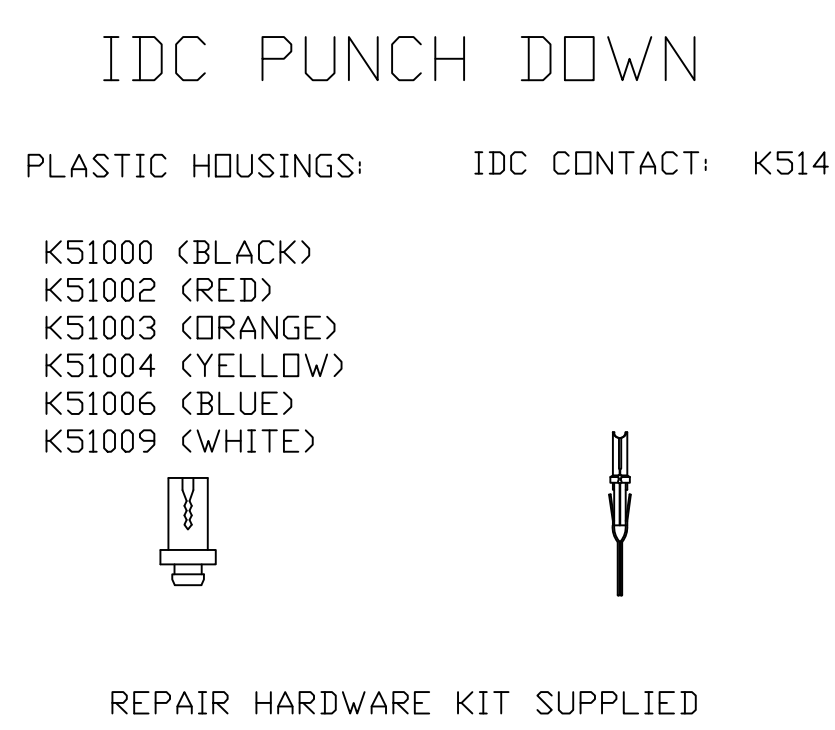 IDC PUNCH DOWN
PLASTIC HOUSINGS:
IDC CONTACT: K514
K51000 (BLACK)
K51002 (RED)
K51003 (ORANGE)
K51004 (YELLOW)
K51006 (BLUE)
K51009 (WHITE)
REPAIR HARDWARE KIT SUPPLIED